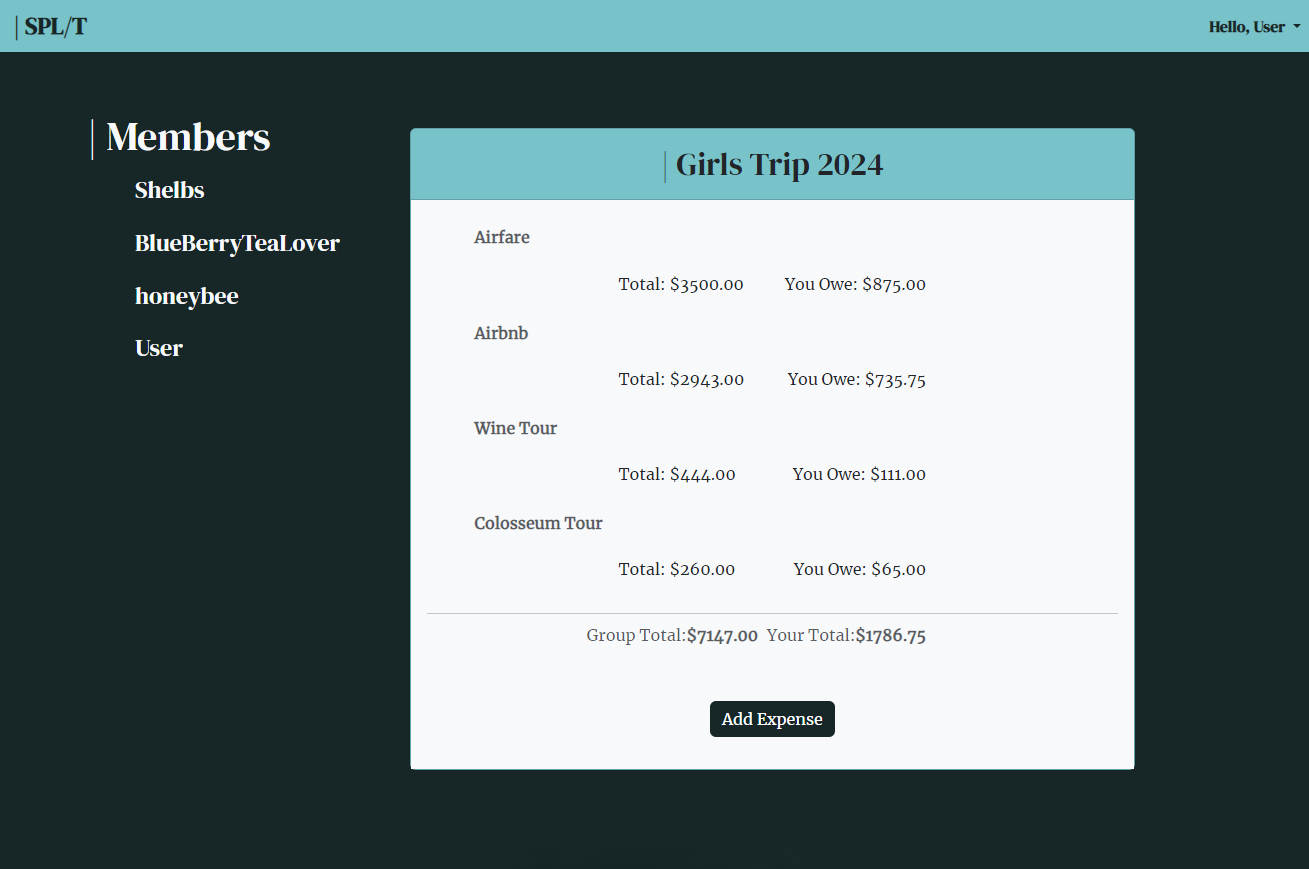 | SPL/T
Hello, User
| Members
Shelbs
BlueBerryTeaLover
honeybee
User
| Girls Trip 2024
Airfare
Total: $3500.00 You Owe: $875.00
Airbnb
Total: $2943.00 You Owe: $735.75
Wine Tour
Total: $444.00 You Owe: $111.00
Colosseum Tour
Total: $260.00 You Owe: $65.00
Group Total:$7147.00 Your Total:$1786.75
Add Expense